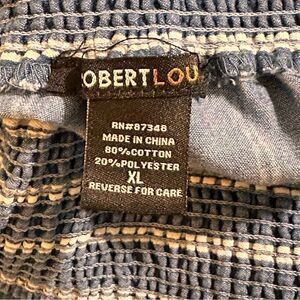 OBERTLOU
RN#87348
MADE IN CHINA
80%COTTON
20%POLYESTER
XL
REVERSE FOR CARE